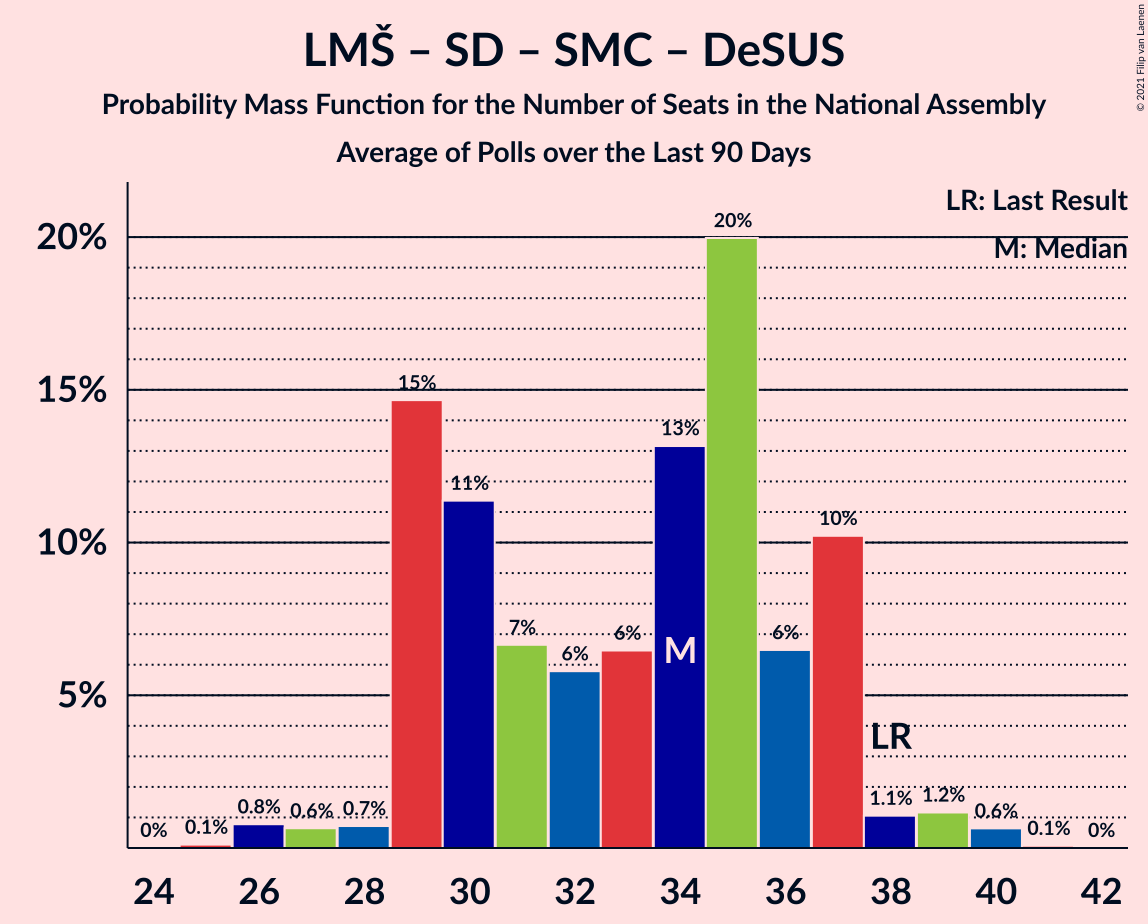 LMŠ – SD – SMC – DeSUS
Probability Mass Function for the Number of Seats in the National Assembly
Average of Polls over the Last 90 Days
© 2021 Filip van Laenen
LR: Last Result
M: Median
20%
15%
10%
5%
0%
0.1%
0.8%
0.6%
0.7%
15%
11%
7%
6%
6%
13%
20%
6%
10%
1.1%
1.2%
0.6%
0.1%
0%
M
LR
24 26 28 30 32 34 36 38 40 42